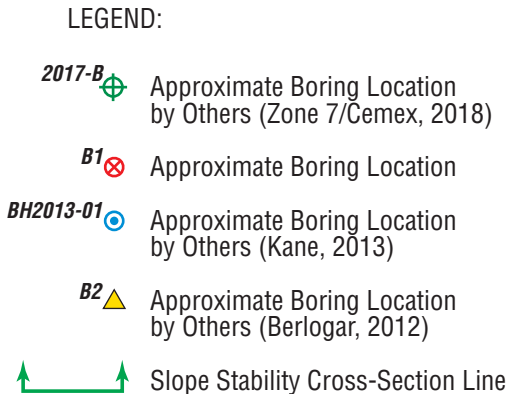 LEGEND:
2017-B
Approximate Boring Location
by Others (Zone 7/Cemex, 2018)
B1
Approximate Boring Location
BH2013-01
Approximate Boring Location
by Others (Kane, 2013)
B2
Approximate Boring Location
by Others (Berlogar, 2012)
Slope Stability Cross-Section Line